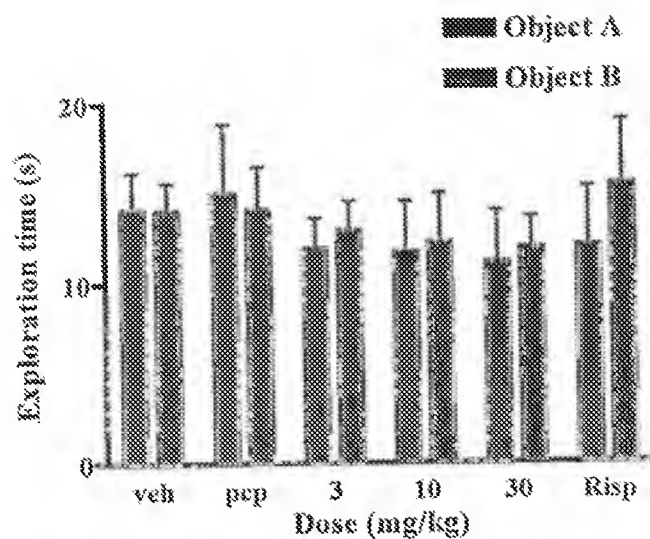 Object A
Object B
20
10
0
Exploration time (s)
veh pcp 3 10 30 Risp
Dose (mg/kg)